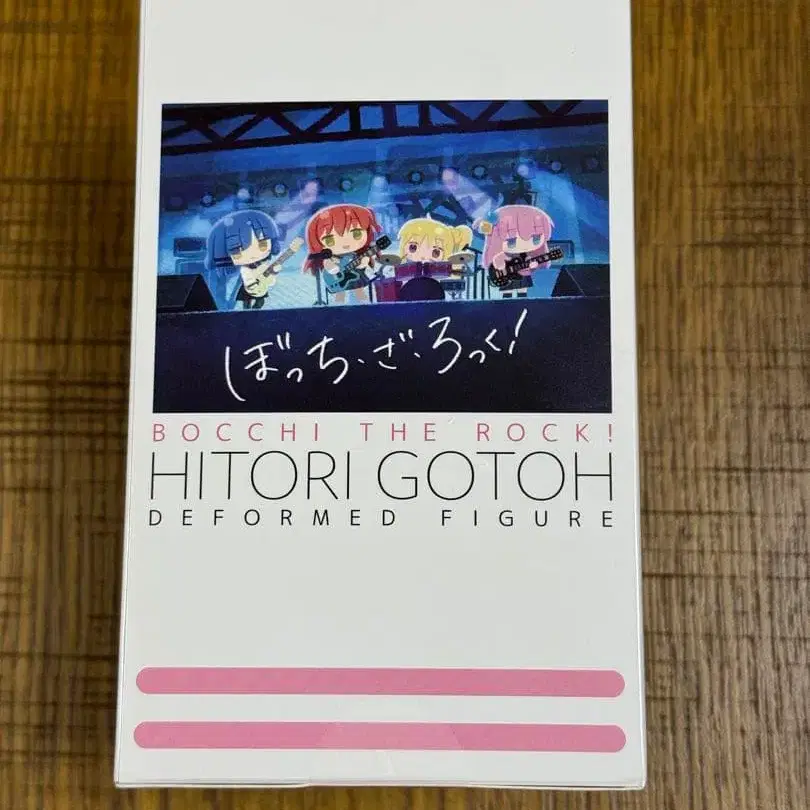 ぼっち・ざ・ろっく!
BOCCHI THE ROCK!
HITORI GOTOH
DEFORMED FIGURE